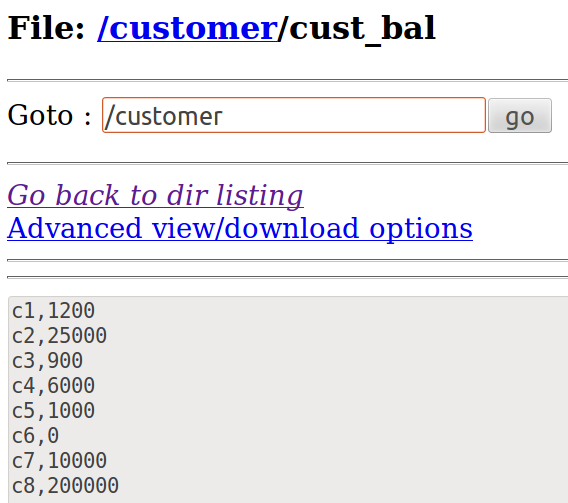 File: /customer/cust_bal
Goto : /customer go
Go back to dir listing
Advanced view/download options
c1,1200
c2,25000
c3,900
c4,6000
c5,1000
c6,0
c7,10000
c8,200000